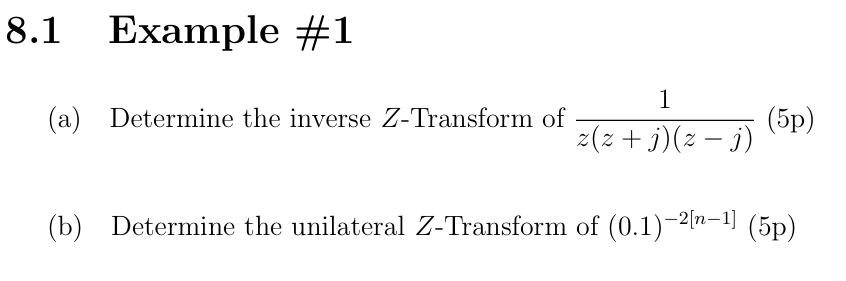 8.1 Example #1
(a) Determine the inverse Z-Transform of \frac{1}{z(z + j)(z − j)} (5p)
(b) Determine the unilateral Z-Transform of (0.1)^{−2[n−1]} (5p)